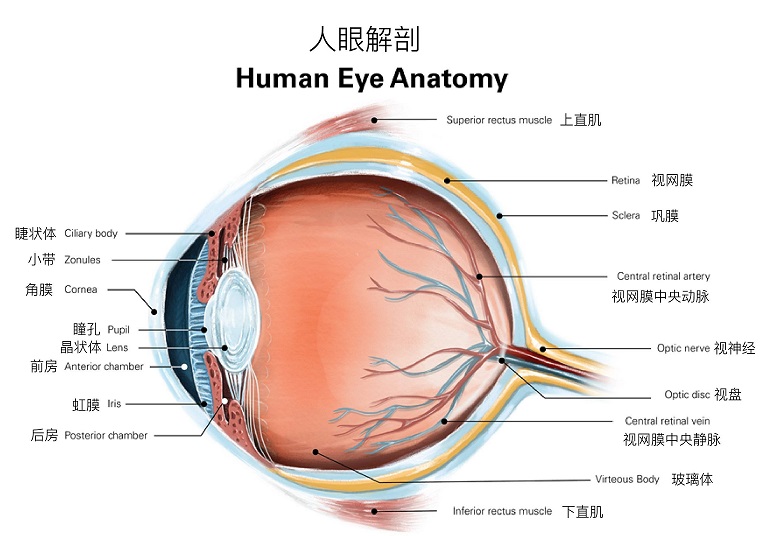 人眼解剖
Human Eye Anatomy
Superior rectus muscle 上直肌
Retina 视网膜
Sclera 巩膜
睫状体 Ciliary body
小带 Zonules
Central retinal artery
视网膜中央动脉
角膜 Cornea
瞳孔 Pupil
晶状体 Lens
Optic nerve 视神经
前房 Anterior chamber
Optic disc 视盘
虹膜 Iris
Central retinal vein
视网膜中央静脉
后房 Posterior chamber
Virteous Body 玻璃体
Inferior rectus muscle 下直肌